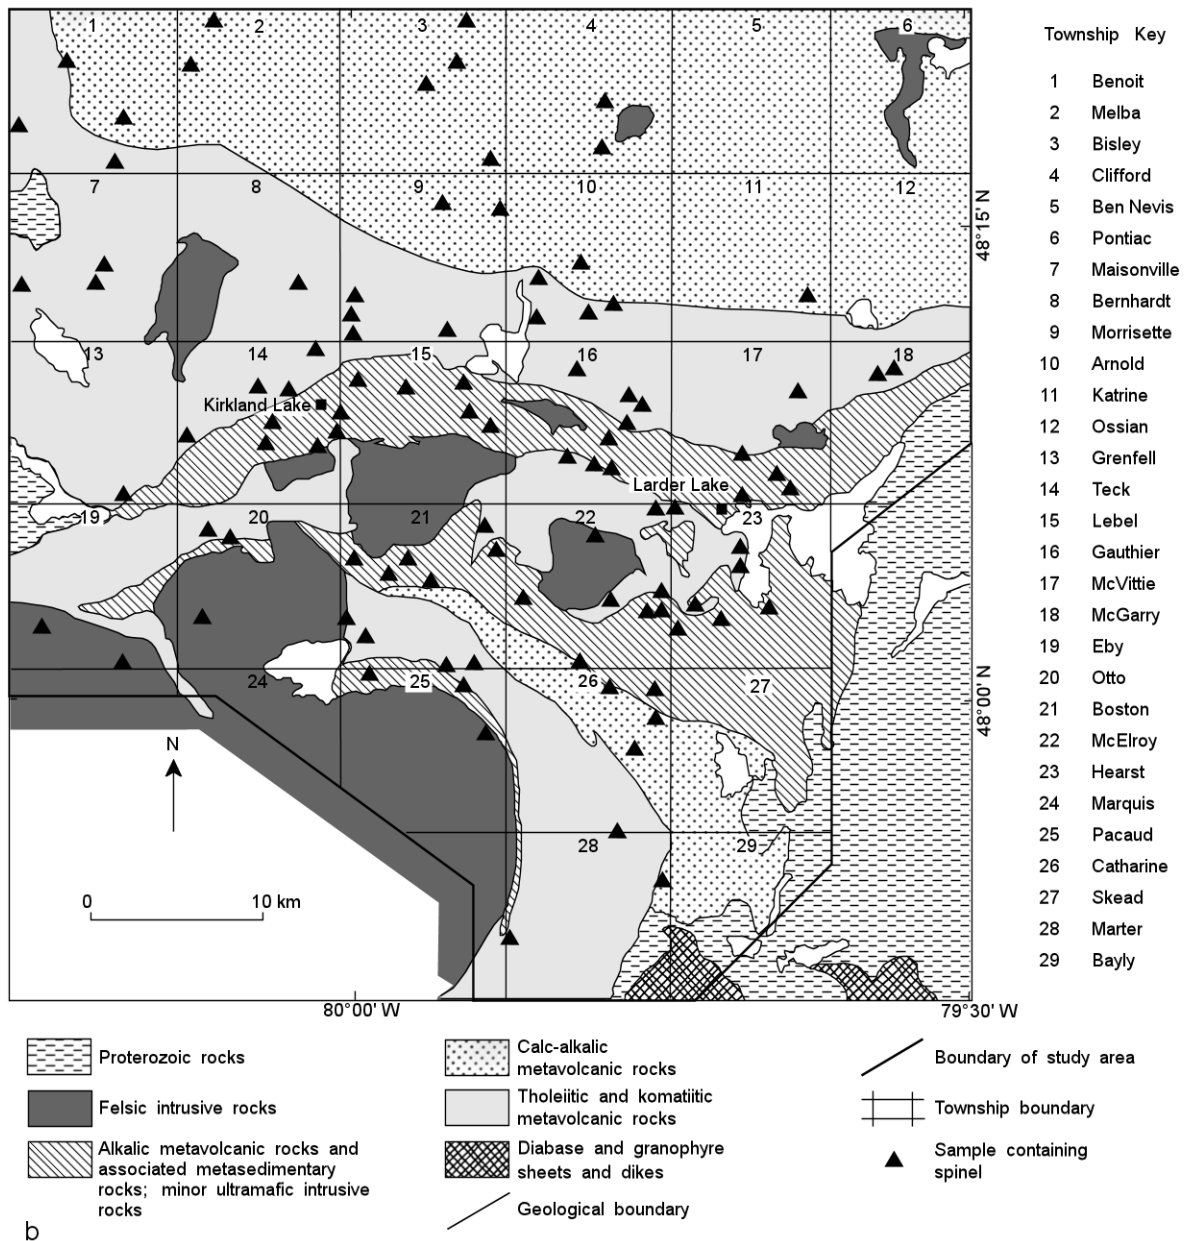 1 2 3 4 5 6
7 8 9 10 11 12
13 14 15 16 17 18
Kirkland Lake
Larder Lake
19 20 21 22 23
24 25 26 27
28 29
N
0 10 km
48°15' N
48°00' N
80°00' W
79°30' W
Township Key
1 Benoit
2 Melba
3 Bisley
4 Clifford
5 Ben Nevis
6 Pontiac
7 Maisonville
8 Bernhardt
9 Morrisette
10 Arnold
11 Katrine
12 Ossian
13 Grenfell
14 Teck
15 Lebel
16 Gauthier
17 McVittie
18 McGarry
19 Eby
20 Otto
21 Boston
22 McElroy
23 Hearst
24 Marquis
25 Pacaud
26 Catharine
27 Skead
28 Marter
29 Bayly
Proterozoic rocks
Felsic intrusive rocks
Alkalic metavolcanic rocks and
associated metasedimentary
rocks; minor ultramafic intrusive
rocks
Calc-alkalic
metavolcanic rocks
Tholeiitic and komatiitic
metavolcanic rocks
Diabase and granophyre
sheets and dikes
Geological boundary
Boundary of study area
Township boundary
Sample containing
spinel
b